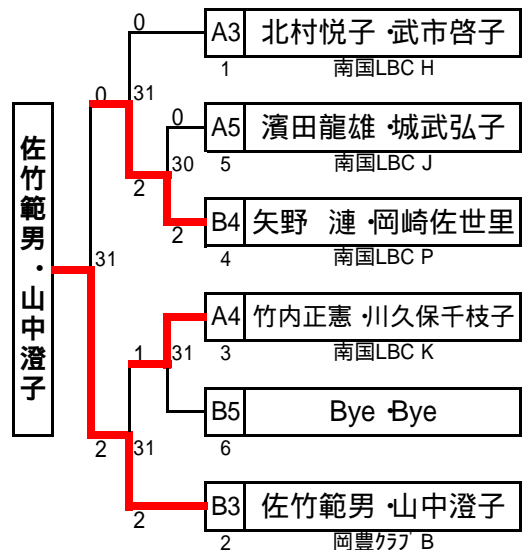 0
A3 北村悦子・武市啓子
1 南国LBC H
0 31
0
A5 濱田龍雄・城武弘子
30 5 南国LBC J
2
2 B4 矢野 漣・岡崎佐世里
4 南国LBC P
佐竹範男・山中澄子
31
A4 竹内正憲・川久保千枝子
1 31 3 南国LBC K
B5 Bye・Bye
2 31 6
2 B3 佐竹範男・山中澄子
2 岡豊クラブ B